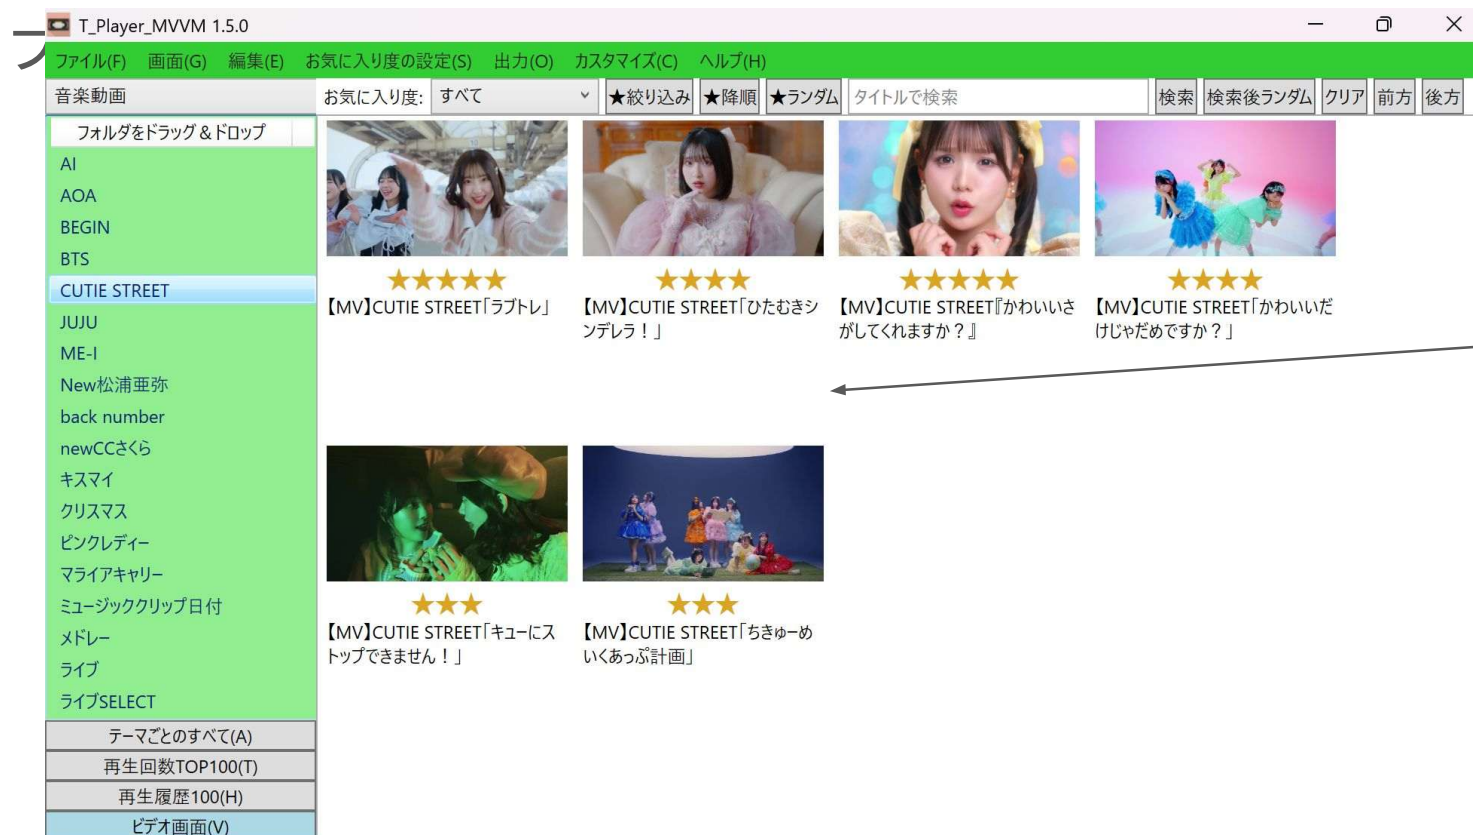 T_Player_MVVM 1.5.0
ファイル(F) 画面(G) 編集(E) お気に入り度の設定(S) 出力(O) カスタマイズ(C) ヘルプ(H)
音楽動画 お気に入り度: すべて ★絞り込み ★降順 ★ランダム タイトルで検索 検索 検索後ランダム クリア 前方 後方
フォルダをドラッグ&ドロップ
AI
AOA
BEGIN
BTS
CUTIE STREET
JUJU
ME-I
New松浦亜弥
back number
newCCさくら
キスマイ
クリスマス
ピンクレディー
マライアキャリー
ミュージッククリップ日付
メドレー
ライブ
ライブSELECT
テーマごとのすべて(A)
再生回数TOP100(T)
再生履歴100(H)
ビデオ画面(V)
★★★★★
【MV】CUTIE STREET「ラブトレ」
★★★★
【MV】CUTIE STREET「ひたむきシ
ンデレラ!」
★★★★★
【MV】CUTIE STREET『かわいいさ
がしてくれますか?』
★★★★
【MV】CUTIE STREET「かわいいだ
けじゃだめですか?」
★★★
【MV】CUTIE STREET「キューにス
トップできません!」
★★★
【MV】CUTIE STREET「ちきゅーめ
いくあっぷ計画」